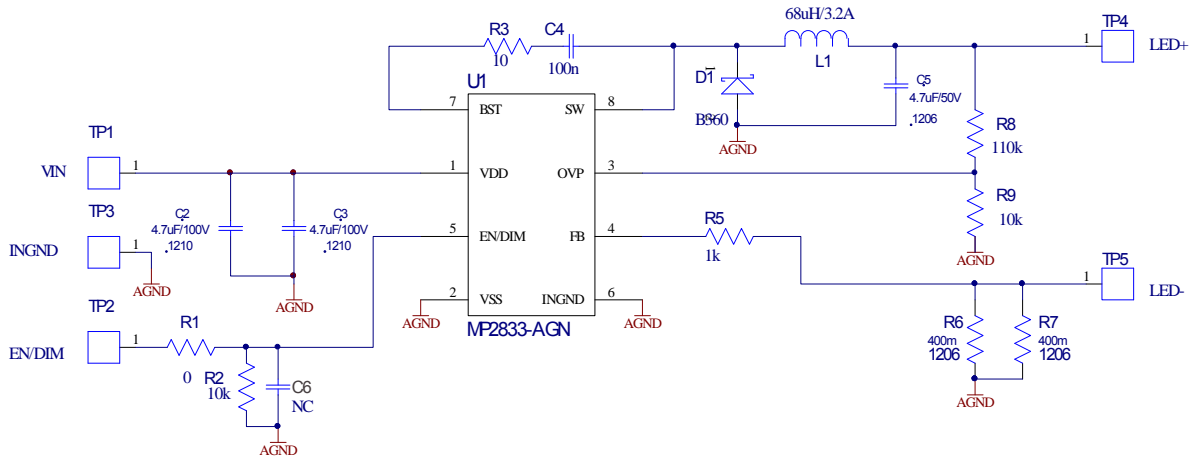 68uH/3.2A
TP4
R3
C4
1
LED+
10
100n
L1
D1
1
C5
4.7uF/50V
.1206
U1
7
BST
SW
8
B360
AGND
R8
110k
TP1
VIN
1
1
VDD
OVP
3
TP3
C2
4.7uF/100V
.1210
C3
4.7uF/100V
.1210
R9
10k
R5
1k
INGND
1
5
EN/DIM
FB
4
AGND
TP5
AGND
AGND
1
LED-
TP2
2
VSS
INGND
6
AGND
AGND
R1
MP2833-AGN
R6
400m
1206
R7
400m
1206
EN/DIM
1
0
R2
10k
C6
NC
AGND
AGND